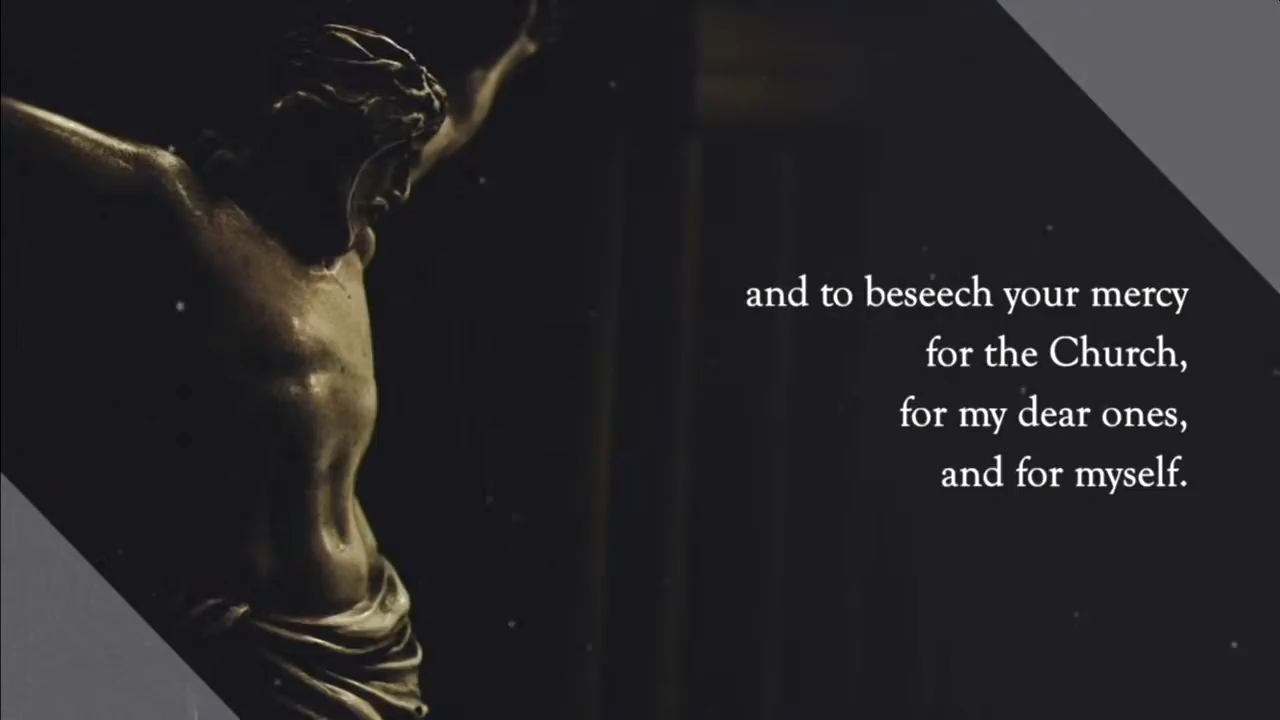 and to beseech your mercy
for the Church,
for my dear ones,
and for myself.